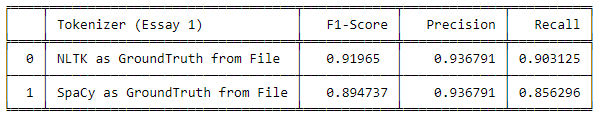 Tokenizer (Essay 1) F1-Score Precision Recall
0 NLTK as GroundTruth from File 0.91965 0.936791 0.903125
1 SpaCy as GroundTruth from File 0.894737 0.936791 0.856296